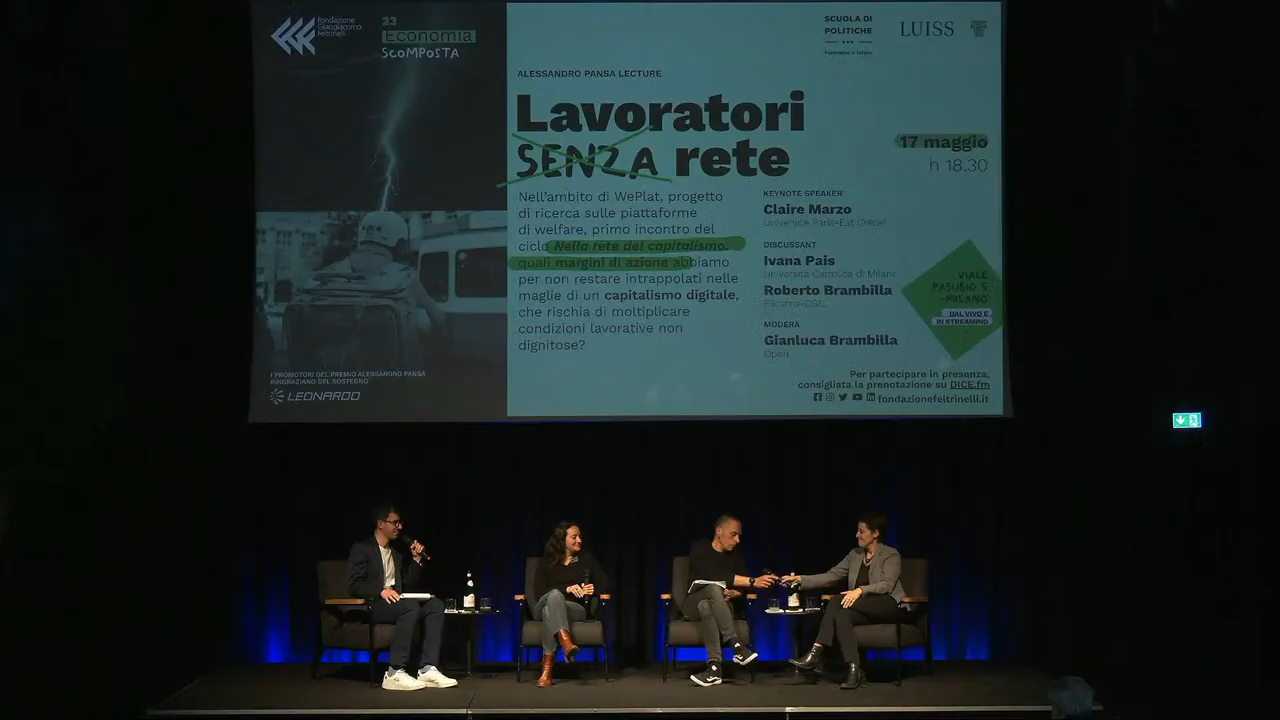 Fondazione
Giangiacomo
Feltrinelli
23
Economia
SCOMPOSTA
SCUOLA DI
POLITICHE
LUISS
ALESSANDRO PANSA LECTURE
Lavoratori
SENZA rete
17 maggio
h 18.30
Nell'ambito di WePlat, progetto
di ricerca sulle piattaforme
di welfare, primo incontro del
ciclo Nella rete del capitalismo:
quali margini di azione abbiamo
per non restare intrappolati nelle
maglie di un capitalismo digitale,
che rischia di moltiplicare
condizioni lavorative non
dignitose?
KEYNOTE SPEAKER
Claire Marzo
Université Paris-Est Créteil
DISCUSSANT
Ivana Pais
Università Cattolica di Milano
Roberto Brambilla
Filcams-CGIL
MODERA
Gianluca Brambilla
Open
VIALE
PASUBIO 5
-MILANO
DAL VIVO E
IN STREAMING
Per partecipare in presenza,
consigliata la prenotazione su DICE.fm
fondazionefeltrinelli.it
I PROMOTORI DEL PREMIO ALESSANDRO PANSA
RINGRAZIANO DEL SOSTEGNO
LEONARDO